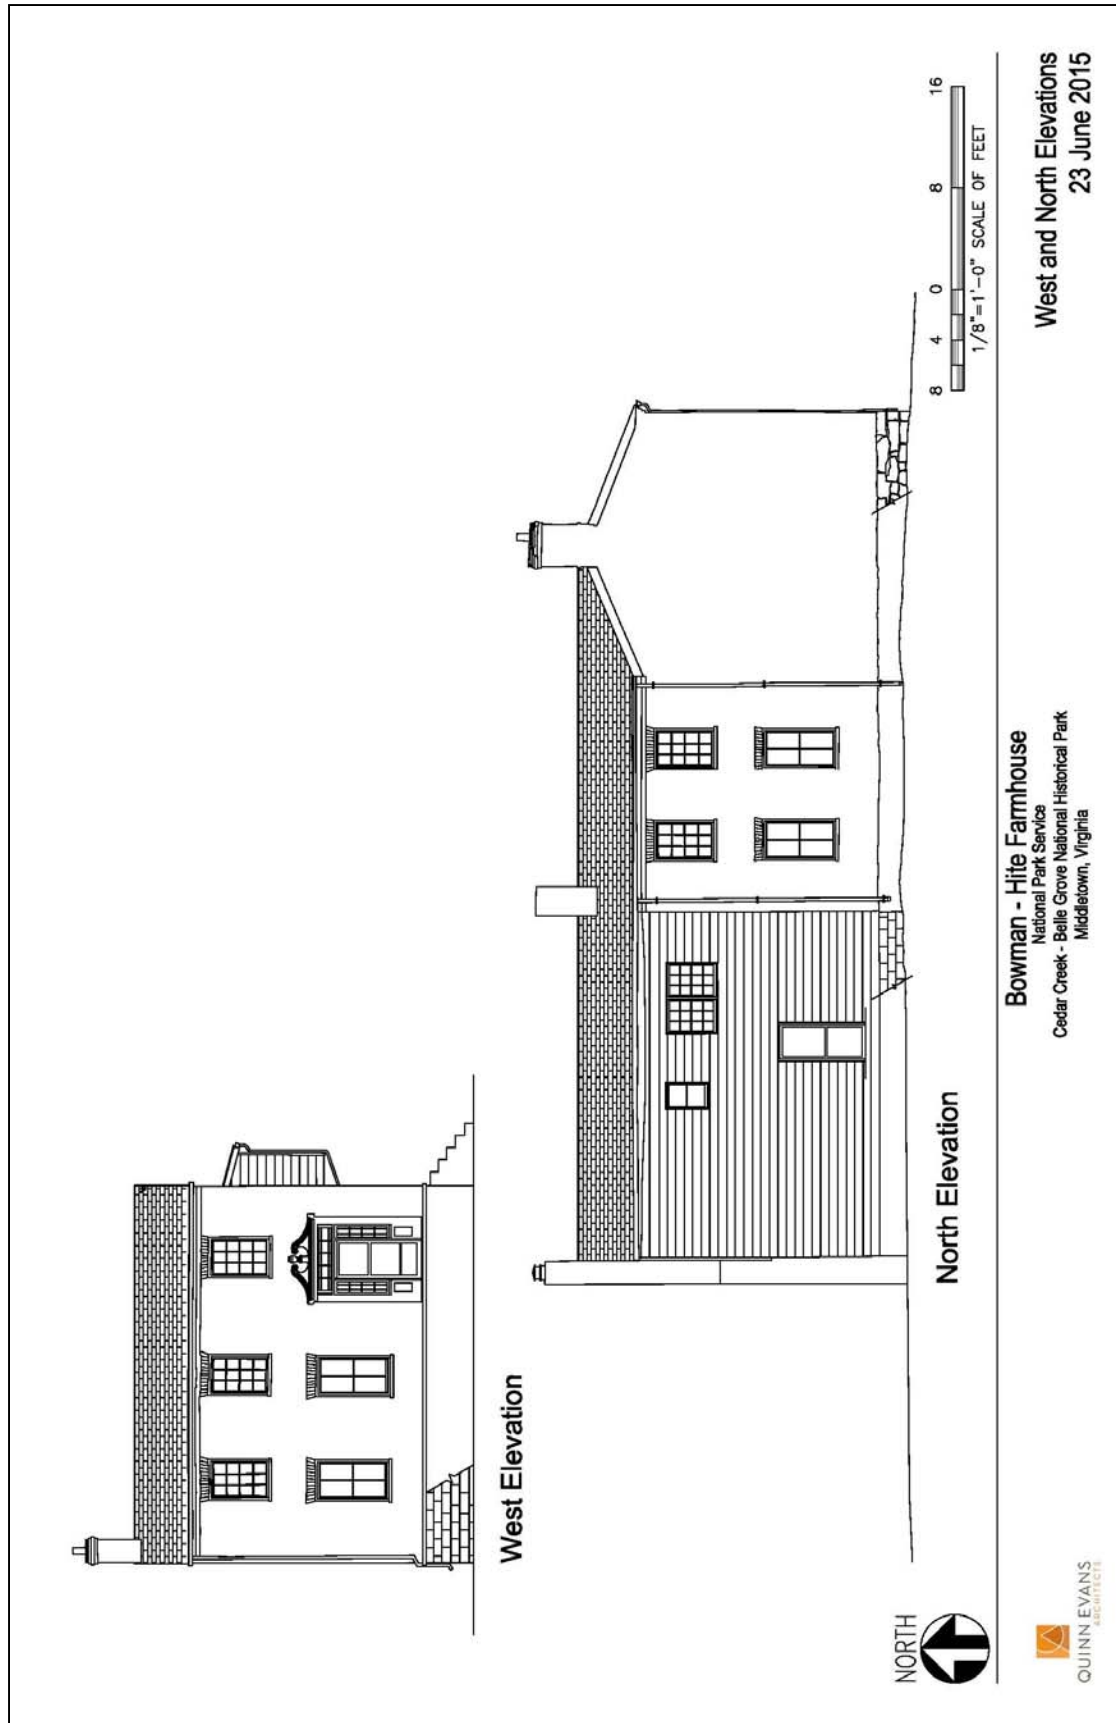 West Elevation
North Elevation
8 4 0 8 16
1/8"=1'-0" SCALE OF FEET
NORTH
QUINN EVANS
ARCHITECTS
Bowman - Hite Farmhouse
National Park Service
Cedar Creek - Belle Grove National Historical Park
Middletown, Virginia
West and North Elevations
23 June 2015